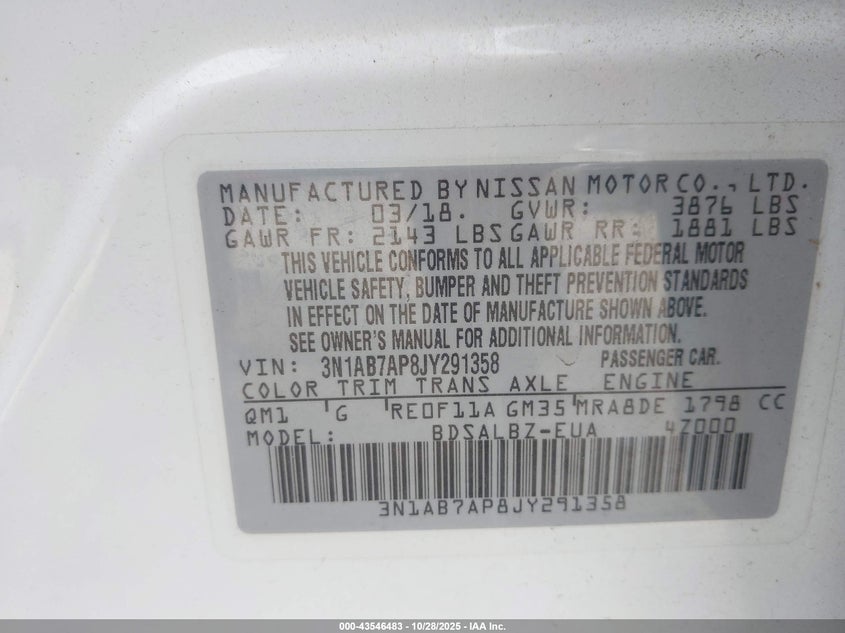 MANUFACTURED BY NISSAN MOTOR CO., LTD.
DATE: 03/18. GVWR: 3876 LBS
GAWR FR: 2143 LBS GAWR RR: 1881 LBS
THIS VEHICLE CONFORMS TO ALL APPLICABLE FEDERAL MOTOR
VEHICLE SAFETY, BUMPER AND THEFT PREVENTION STANDARDS
IN EFFECT ON THE DATE OF MANUFACTURE SHOWN ABOVE.
SEE OWNER'S MANUAL FOR ADDITIONAL INFORMATION.
VIN: 3N1AB7AP8JY291358 PASSENGER CAR.
COLOR TRIM TRANS AXLE ENGINE
QM1 G RE0F11A GM35 MRA8DE 1798 CC
MODEL: BDSALBZ-EUA 4Z000
3N1AB7AP8JY291358
000-43546483 - 10/28/2025 - IAA Inc.